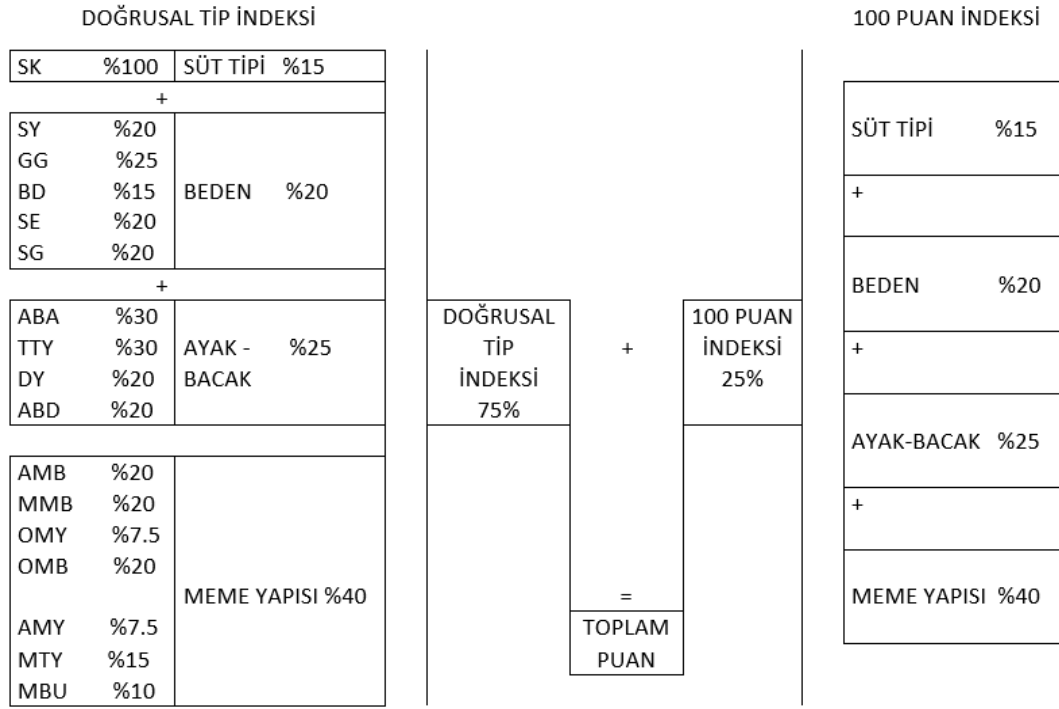 DOĞRUSAL TİP İNDEKSİ
SK %100 SÜT TİPİ %15
+
SY %20
GG %25
BD %15 BEDEN %20
SE %20
SG %20
+
ABA %30
TTY %30 AYAK - %25
DY %20 BACAK
ABD %20
AMB %20
MMB %20
OMY %7.5
OMB %20
MEME YAPISI %40
AMY %7.5
MTY %15
MBU %10
DOĞRUSAL
TİP
İNDEKSİ
75%
+
100 PUAN
İNDEKSİ
25%
=
TOPLAM
PUAN
100 PUAN İNDEKSİ
SÜT TİPİ %15
+
BEDEN %20
+
AYAK-BACAK %25
+
MEME YAPISI %40